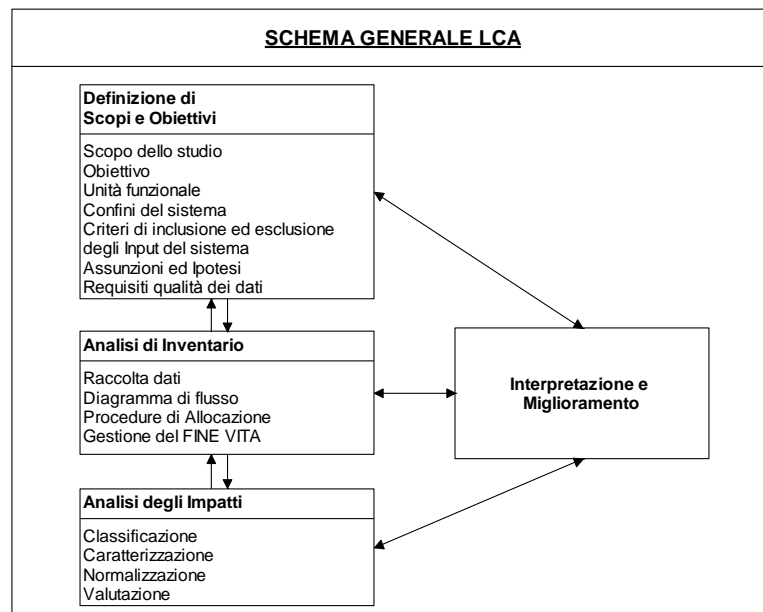 SCHEMA GENERALE LCA
Definizione di
Scopi e Obiettivi
Scopo dello studio
Obiettivo
Unità funzionale
Confini del sistema
Criteri di inclusione ed esclusione
degli Input del sistema
Assunzioni ed Ipotesi
Requisiti qualità dei dati
Analisi di Inventario
Raccolta dati
Diagramma di flusso
Procedure di Allocazione
Gestione del FINE VITA
Interpretazione e
Miglioramento
Analisi degli Impatti
Classificazione
Caratterizzazione
Normalizzazione
Valutazione